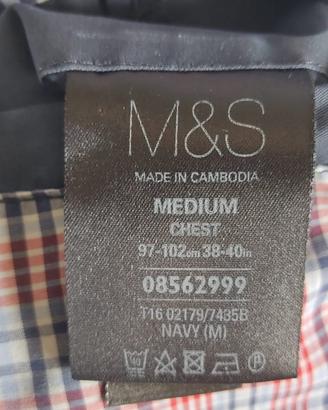 M&S
MADE IN CAMBODIA
MEDIUM
CHEST
97-102cm 38-40in
08562999
T16 02179/7435B
NAVY (M)